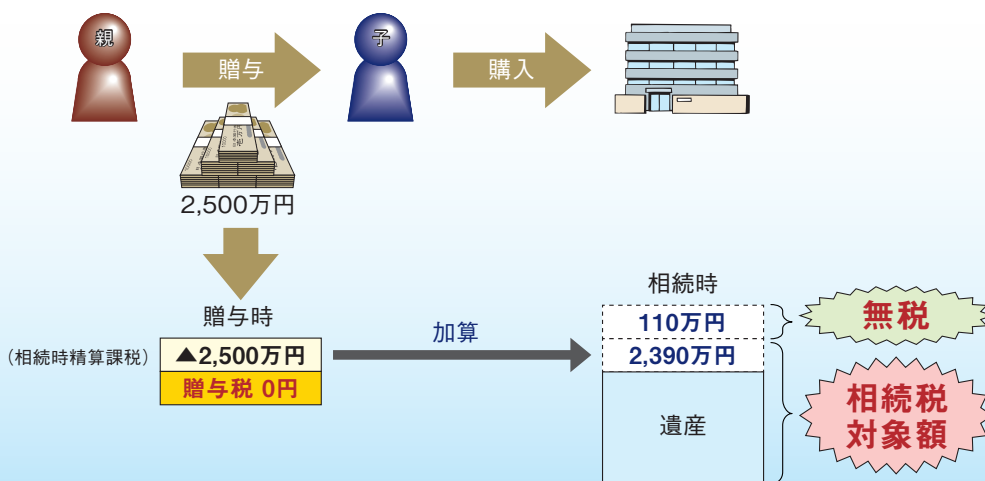 親
贈与
子
購入
2,500万円
贈与時
(相続時精算課税)
▲2,500万円
贈与税 0円
加算
相続時
110万円
2,390万円
遺産
無税
相続税
対象額